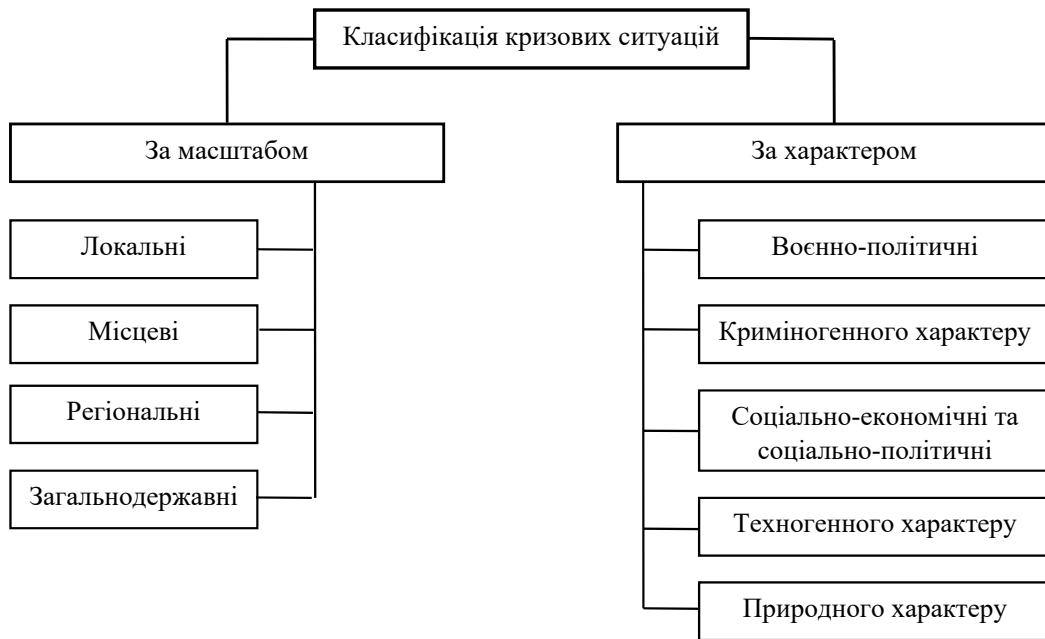 Класифікація кризових ситуацій
За масштабом
Локальні
Місцеві
Регіональні
Загальнодержавні
За характером
Воєнно-політичні
Криміногенного характеру
Соціально-економічні та
соціально-політичні
Техногенного характеру
Природного характеру